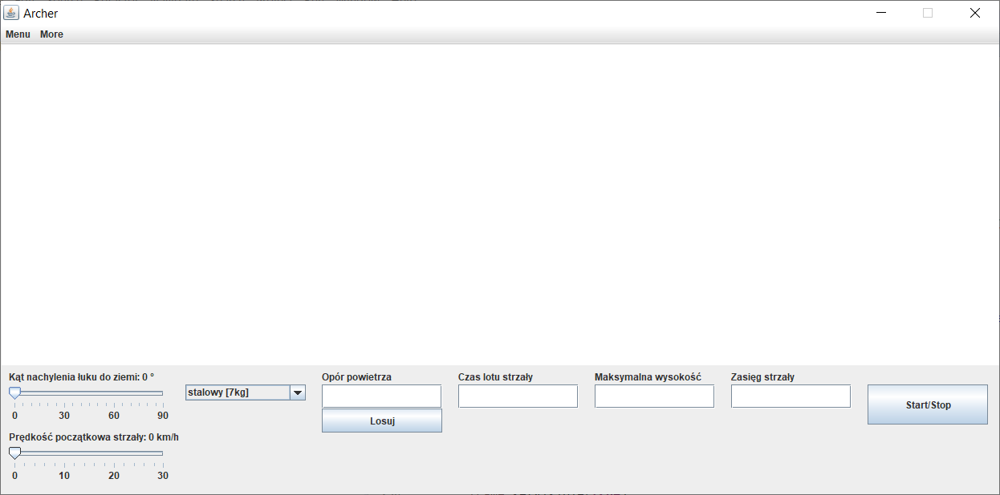 Archer
Menu More
Kąt nachylenia łuku do ziemi: 0 °
0 30 60 90
Prędkość początkowa strzały: 0 km/h
0 10 20 30
stalowy [7kg]
Opór powietrza
Losuj
Czas lotu strzały
Maksymalna wysokość
Zasięg strzały
Start/Stop